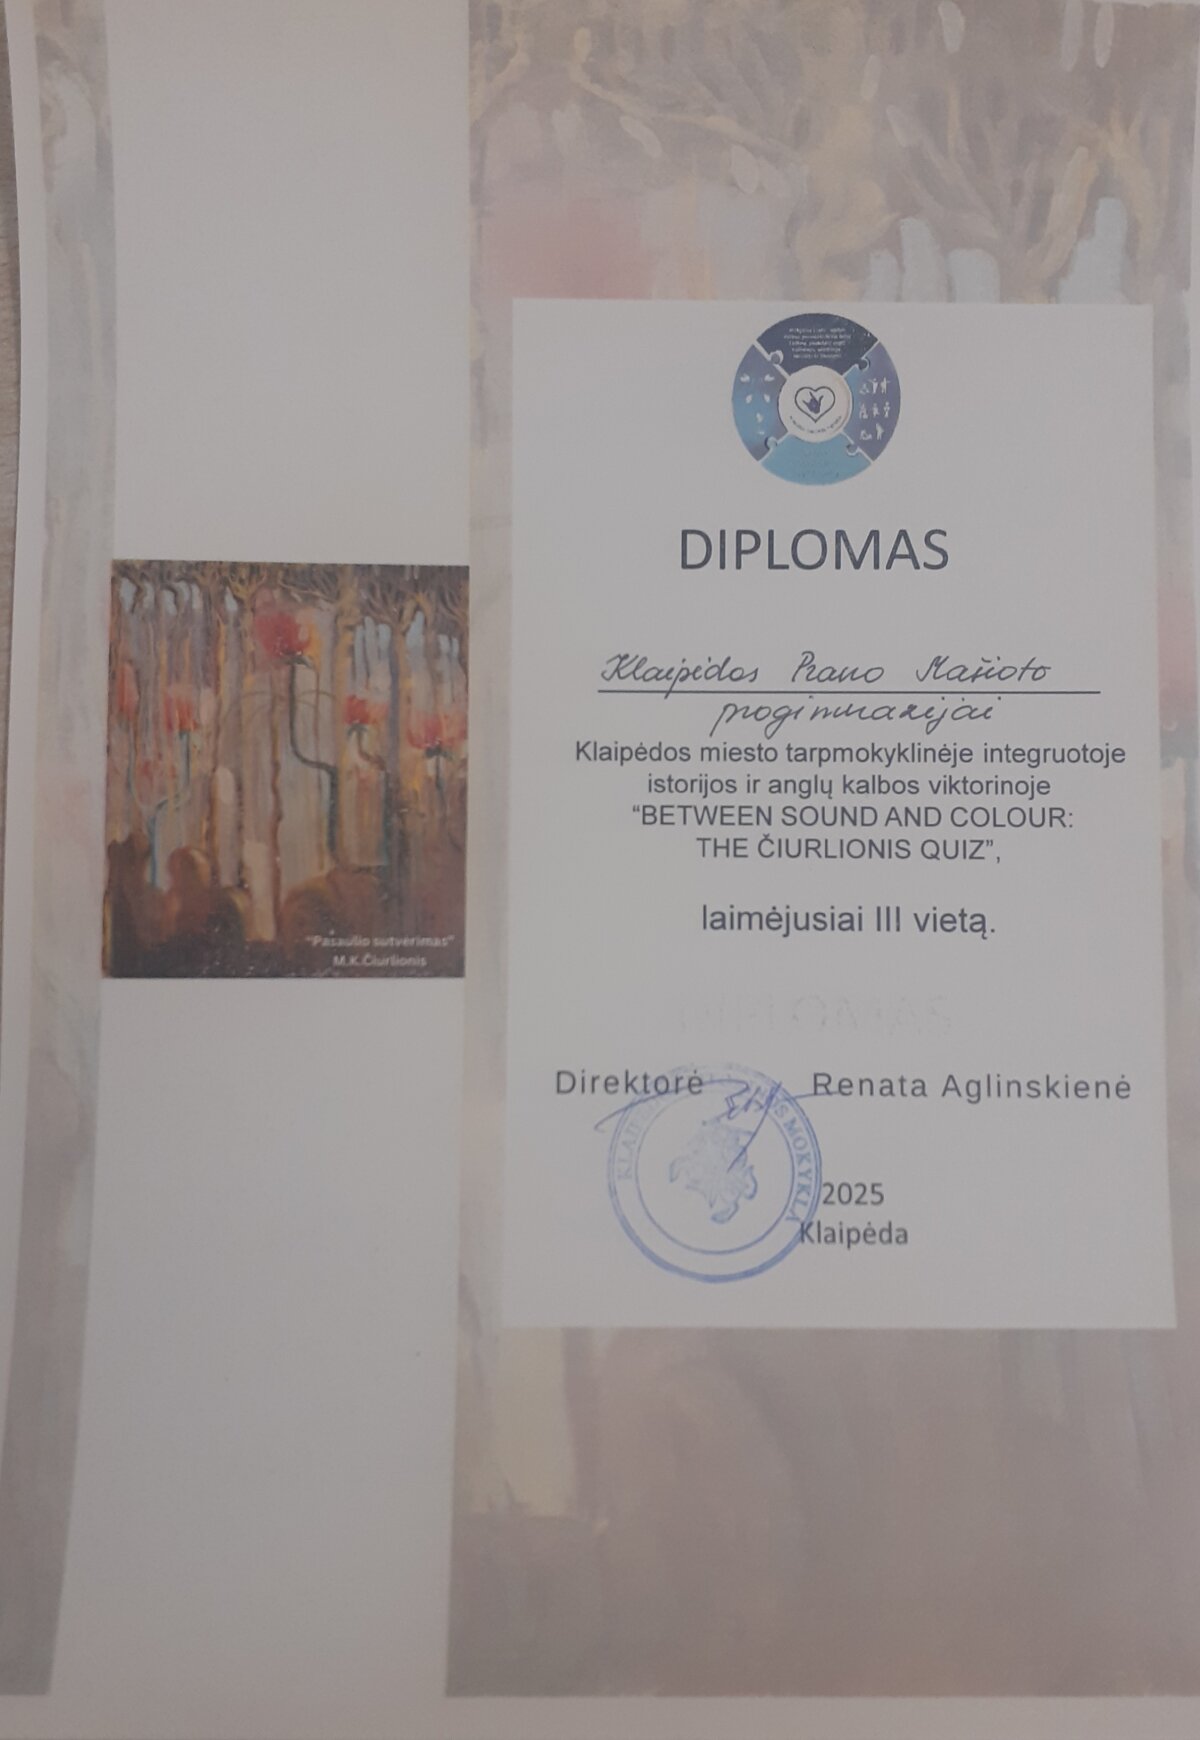 DIPLOMAS
Klaipėdos Prano Mašioto
progimnazijai
Klaipėdos miesto tarpmokyklinėje integruotoje
istorijos ir anglų kalbos viktorinoje
“BETWEEN SOUND AND COLOUR:
THE ČIURLIONIS QUIZ”,
laimėjusiai III vietą.
"Pasaulio sutvėrimas"
M.K.Čiurlionis
Direktorė Renata Aglinskienė
MOKYKLA
2025
Klaipėda